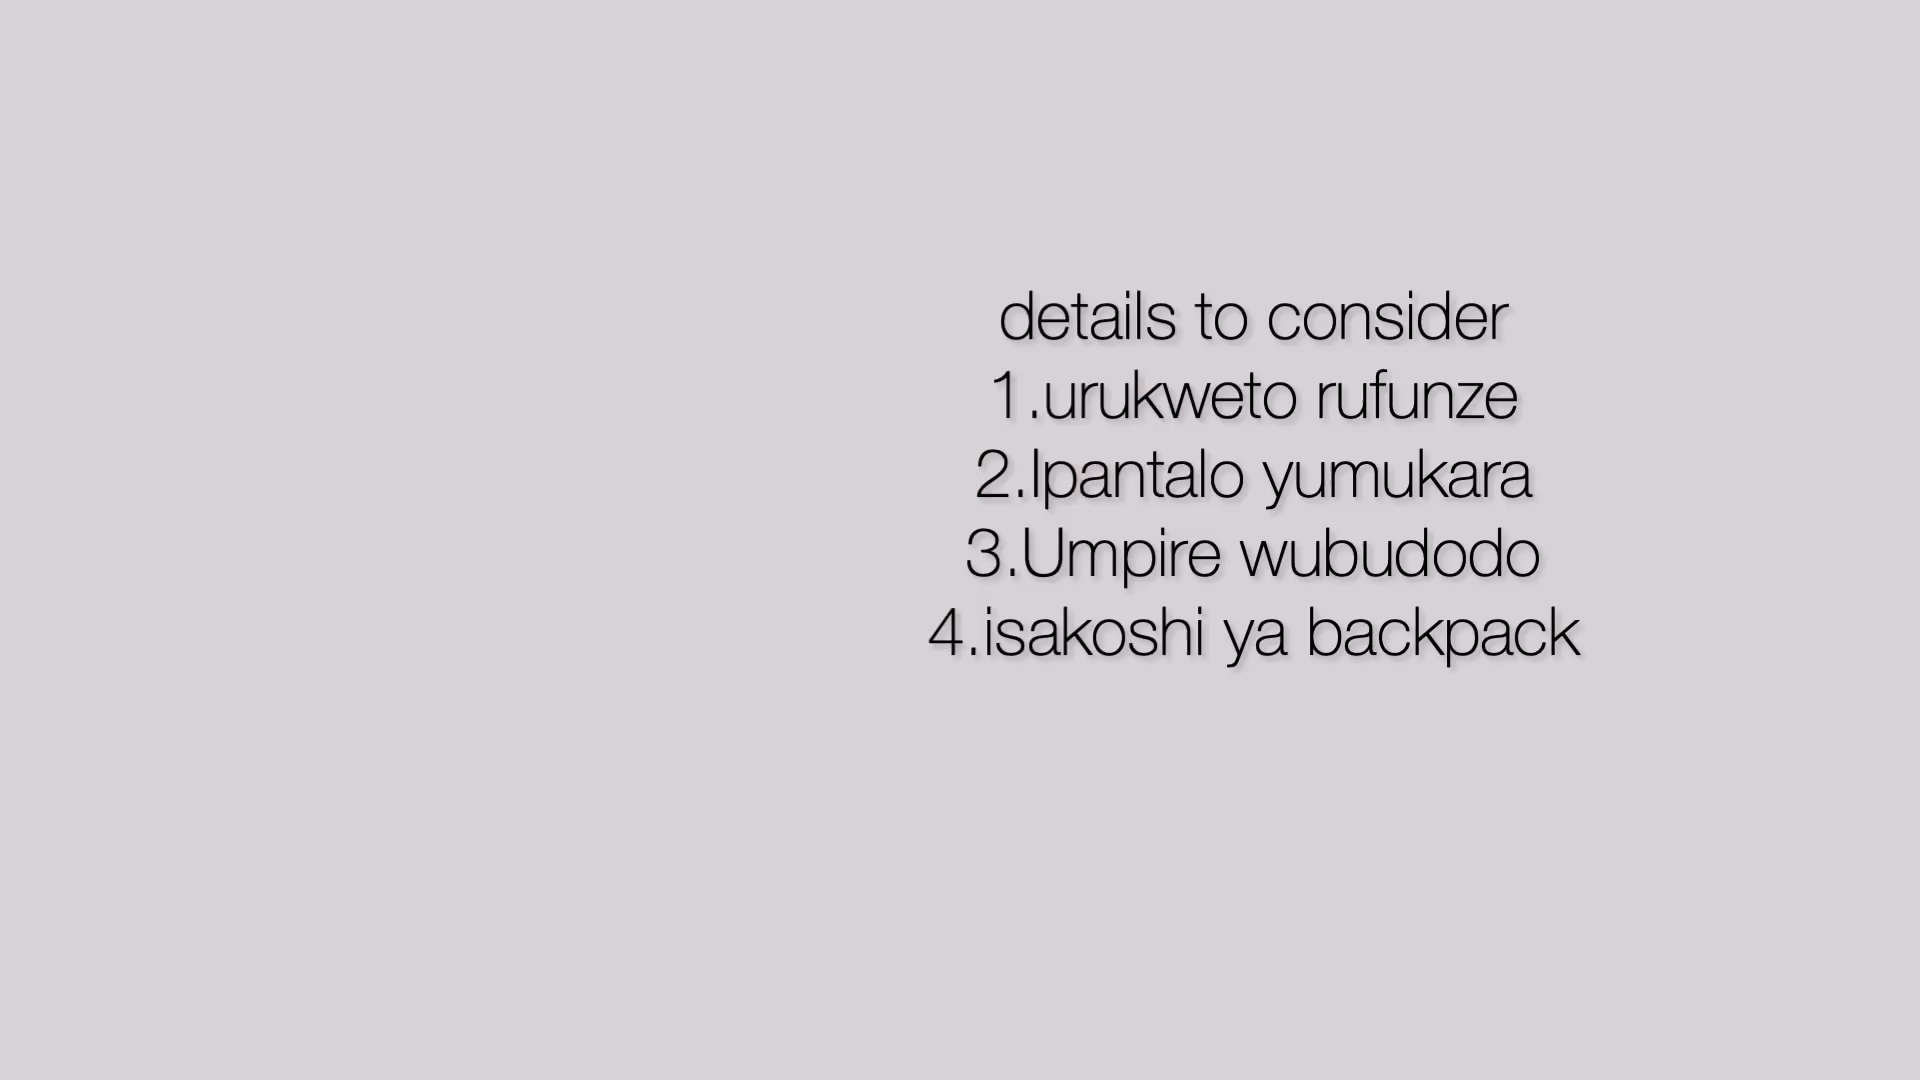 details to consider
1.urukweto rufunze
2.Ipantalo yumukara
3.Umpire wubudodo
4.isakoshi ya backpack